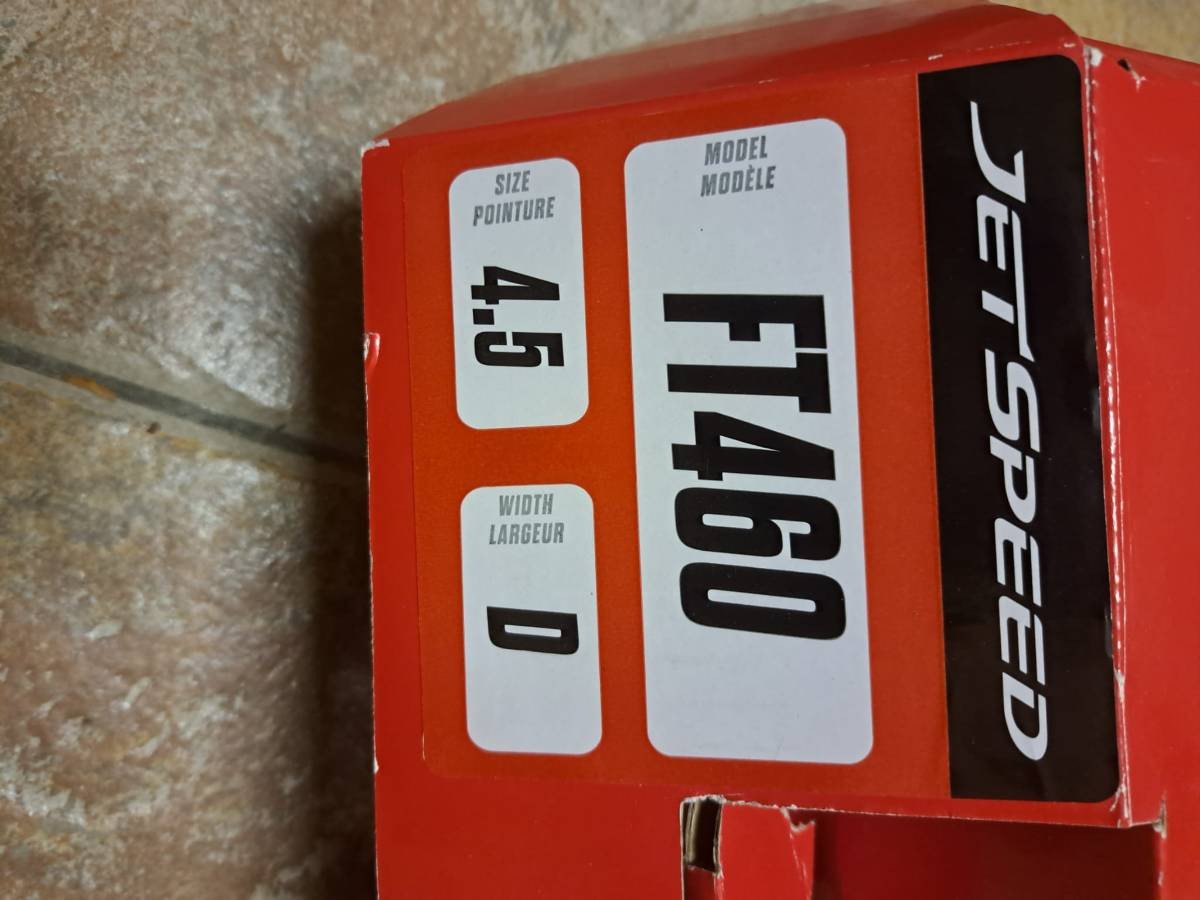 JETSPEED
MODEL
MODÈLE
FT460
SIZE
POINTURE
4.5
WIDTH
LARGEUR
D